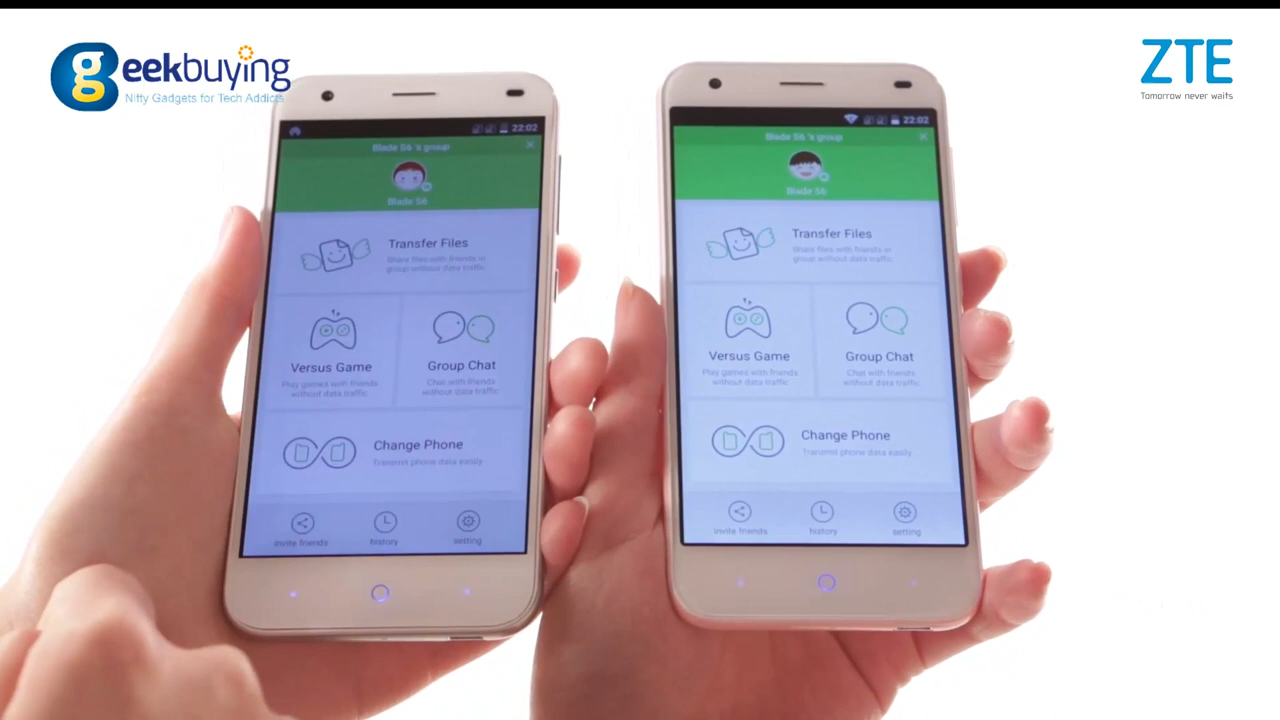 geekbuying
Nifty Gadgets for Tech Addicts
ZTE
Tomorrow never waits
22:02
Blade S6 's group
Blade S6
Transfer Files
Share files with friends in
group without data traffic
Versus Game
Play games with friends
without data traffic
Group Chat
Chat with friends
without data traffic
Change Phone
Transmit phone data easily
invite friends
history
setting
22:02
Blade S6 's group
Blade S6
Transfer Files
Share files with friends in
group without data traffic
Versus Game
Play games with friends
without data traffic
Group Chat
Chat with friends
without data traffic
Change Phone
Transmit phone data easily
invite friends
history
setting